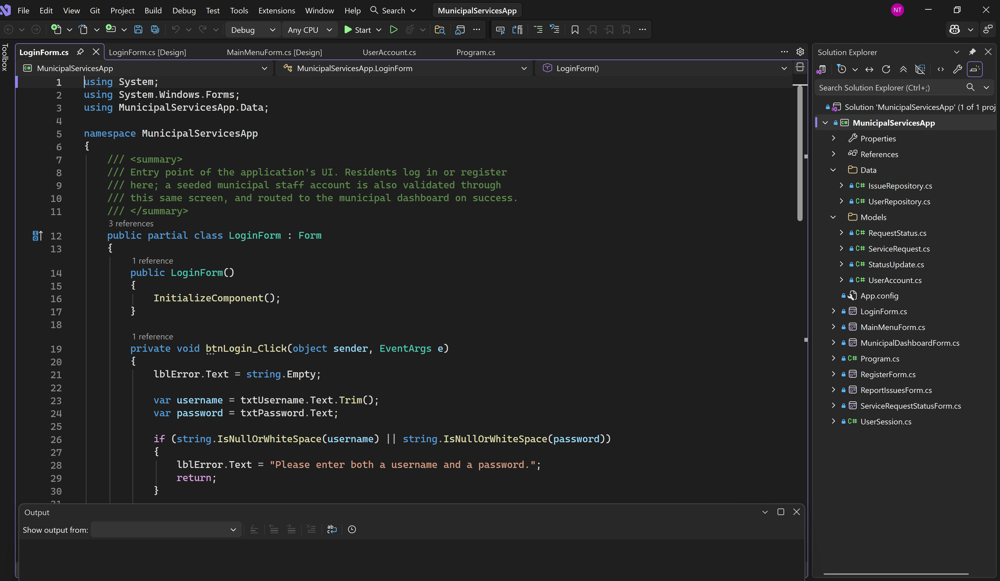 File Edit View Git Project Build Debug Test Tools Extensions Window Help Search MunicipalServicesApp NT
Debug Any CPU Start
Toolbox
LoginForm.cs LoginForm.cs [Design] MainMenuForm.cs [Design] UserAccount.cs Program.cs
C# MunicipalServicesApp MunicipalServicesApp.LoginForm LoginForm()
1 using System;
2 using System.Windows.Forms;
3 using MunicipalServicesApp.Data;
4
5 namespace MunicipalServicesApp
6 {
7 /// <summary>
8 /// Entry point of the application's UI. Residents log in or register
9 /// here; a seeded municipal staff account is also validated through
10 /// this same screen, and routed to the municipal dashboard on success.
11 /// </summary>
3 references
12 public partial class LoginForm : Form
13 {
1 reference
14 public LoginForm()
15 {
16 InitializeComponent();
17 }
18
1 reference
19 private void btnLogin_Click(object sender, EventArgs e)
20 {
21 lblError.Text = string.Empty;
22
23 var username = txtUsername.Text.Trim();
24 var password = txtPassword.Text;
25
26 if (string.IsNullOrWhiteSpace(username) || string.IsNullOrWhiteSpace(password))
27 {
28 lblError.Text = "Please enter both a username and a password.";
29 return;
30 }
31
Output
Show output from:
Solution Explorer
Search Solution Explorer (Ctrl+;)
Solution 'MunicipalServicesApp' (1 of 1 proj
C# MunicipalServicesApp
Properties
References
Data
C# IssueRepository.cs
C# UserRepository.cs
Models
C# RequestStatus.cs
C# ServiceRequest.cs
C# StatusUpdate.cs
C# UserAccount.cs
App.config
LoginForm.cs
MainMenuForm.cs
MunicipalDashboardForm.cs
C# Program.cs
RegisterForm.cs
ReportIssuesForm.cs
ServiceRequestStatusForm.cs
C# UserSession.cs